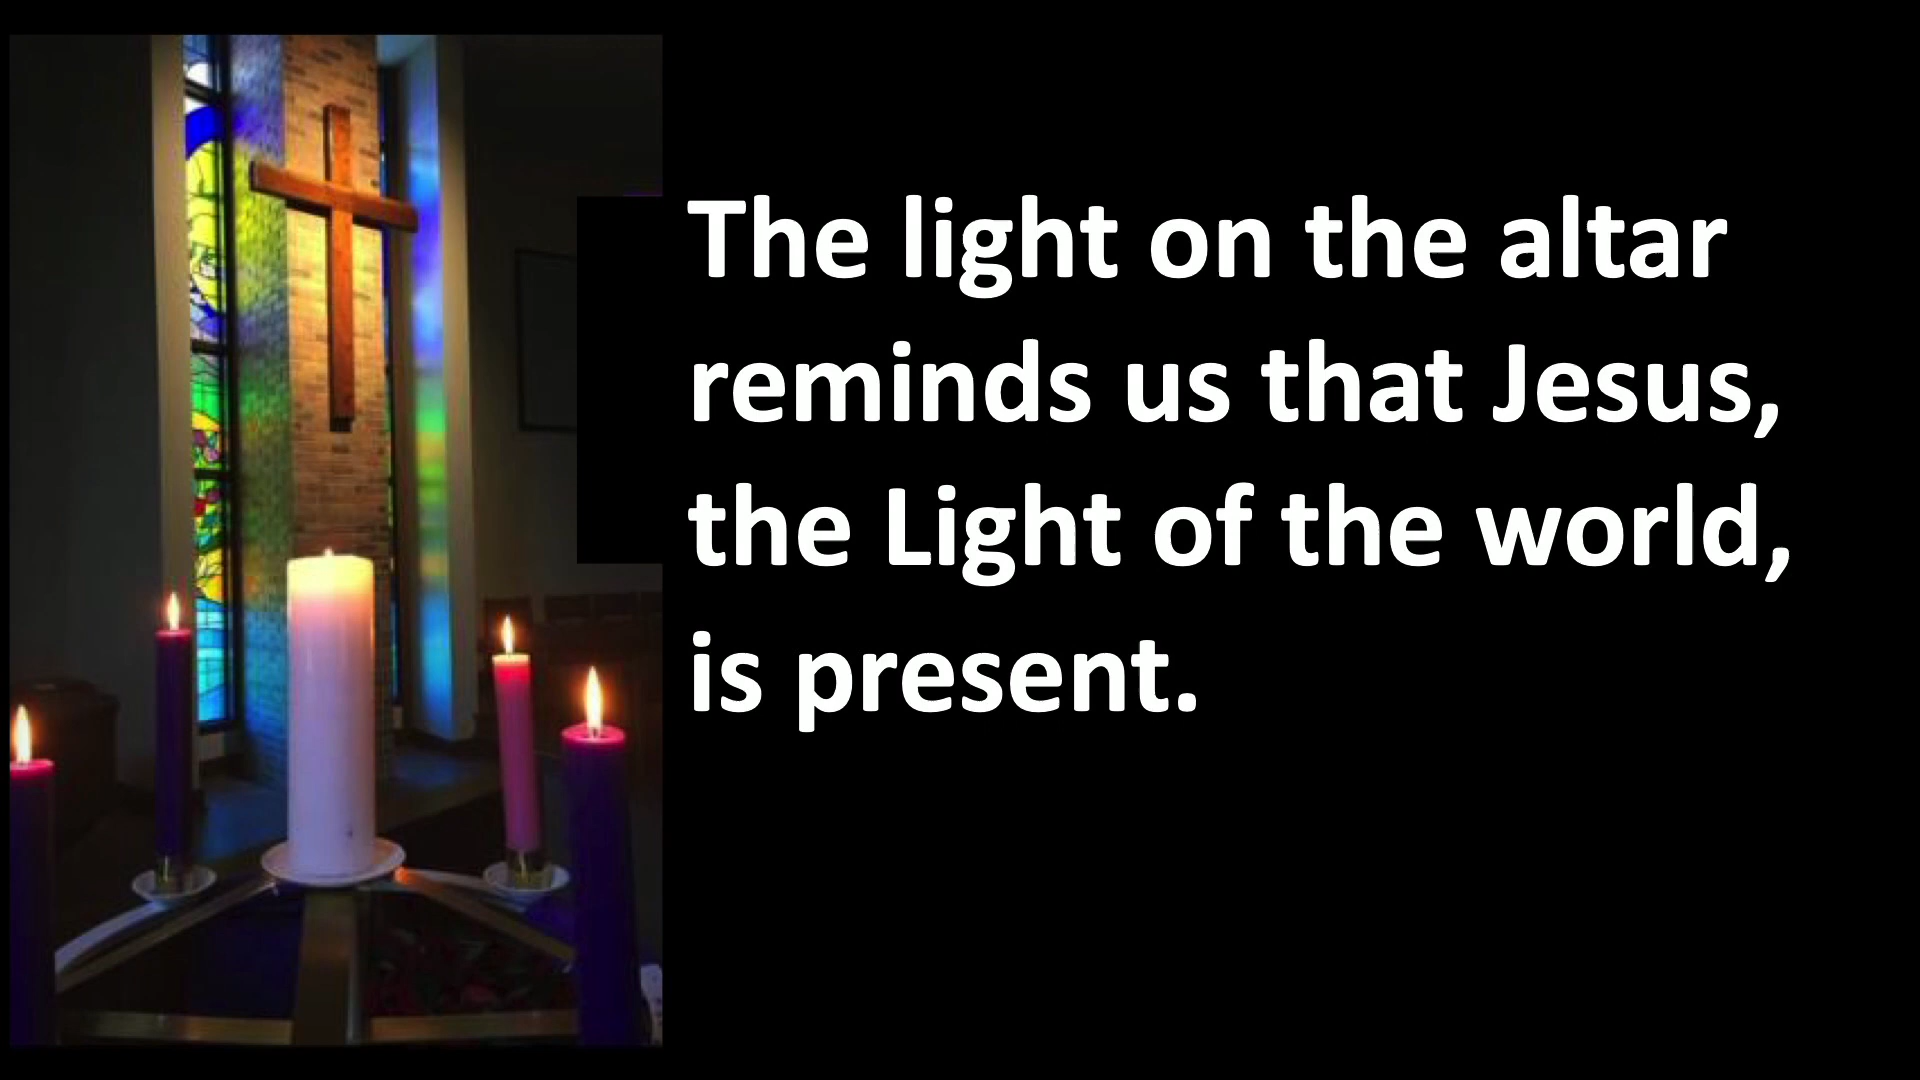 The light on the altar
reminds us that Jesus,
the Light of the world,
is present.